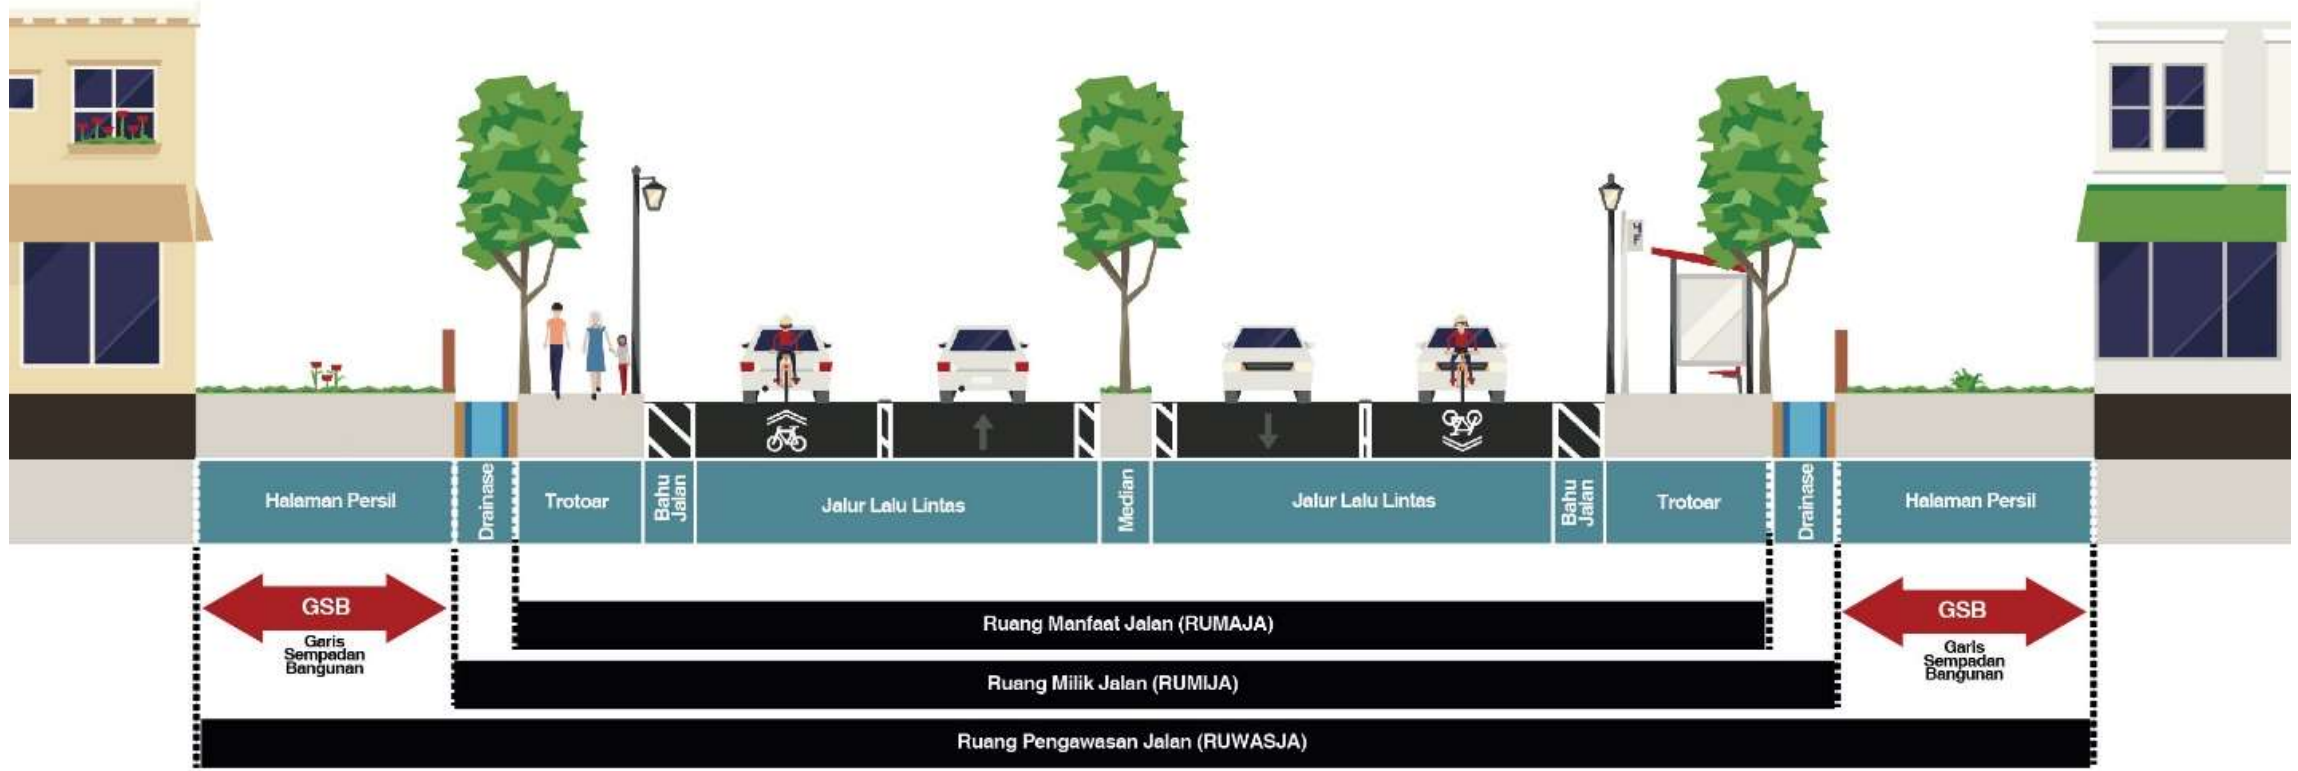 Halaman Persil
Drainase
Trotoar
Bahu
Jalan
Jalur Lalu Lintas
Median
Jalur Lalu Lintas
Bahu
Jalan
Trotoar
Drainase
Halaman Persil
GSB
Garis
Sempadan
Bangunan
GSB
Garis
Sempadan
Bangunan
Ruang Manfaat Jalan (RUMAJA)
Ruang Milik Jalan (RUMIJA)
Ruang Pengawasan Jalan (RUWASJA)